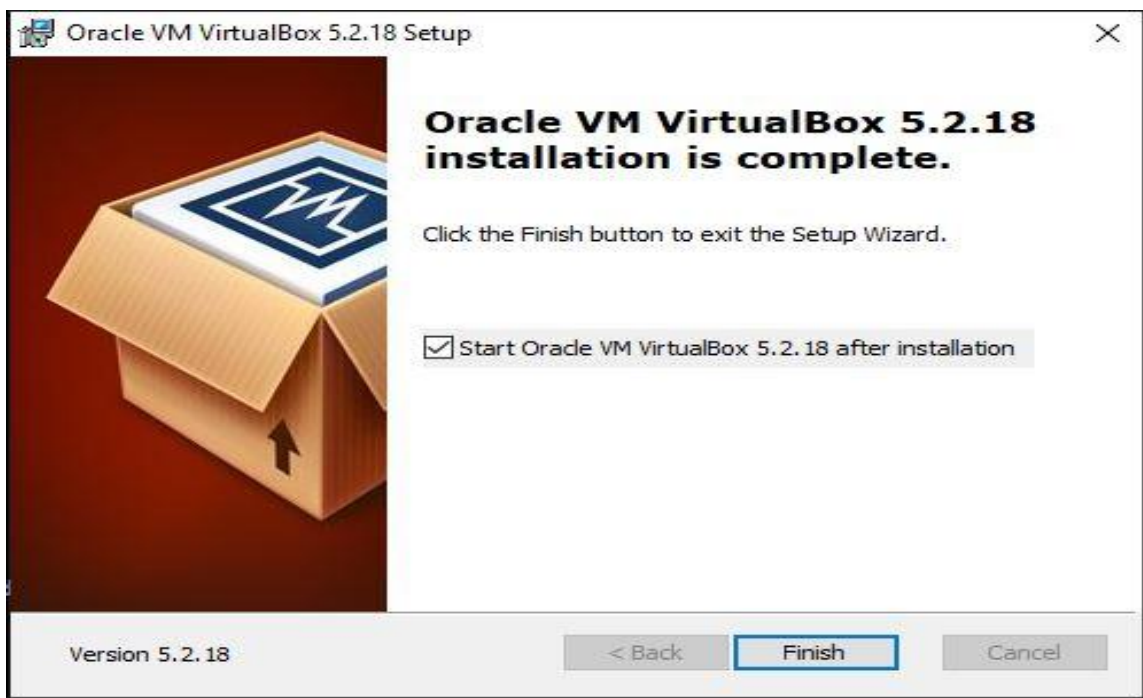 Oracle VM VirtualBox 5.2.18 Setup
Oracle VM VirtualBox 5.2.18
installation is complete.
Click the Finish button to exit the Setup Wizard.
Start Oracle VM VirtualBox 5.2.18 after installation
Version 5.2.18
< Back
Finish
Cancel